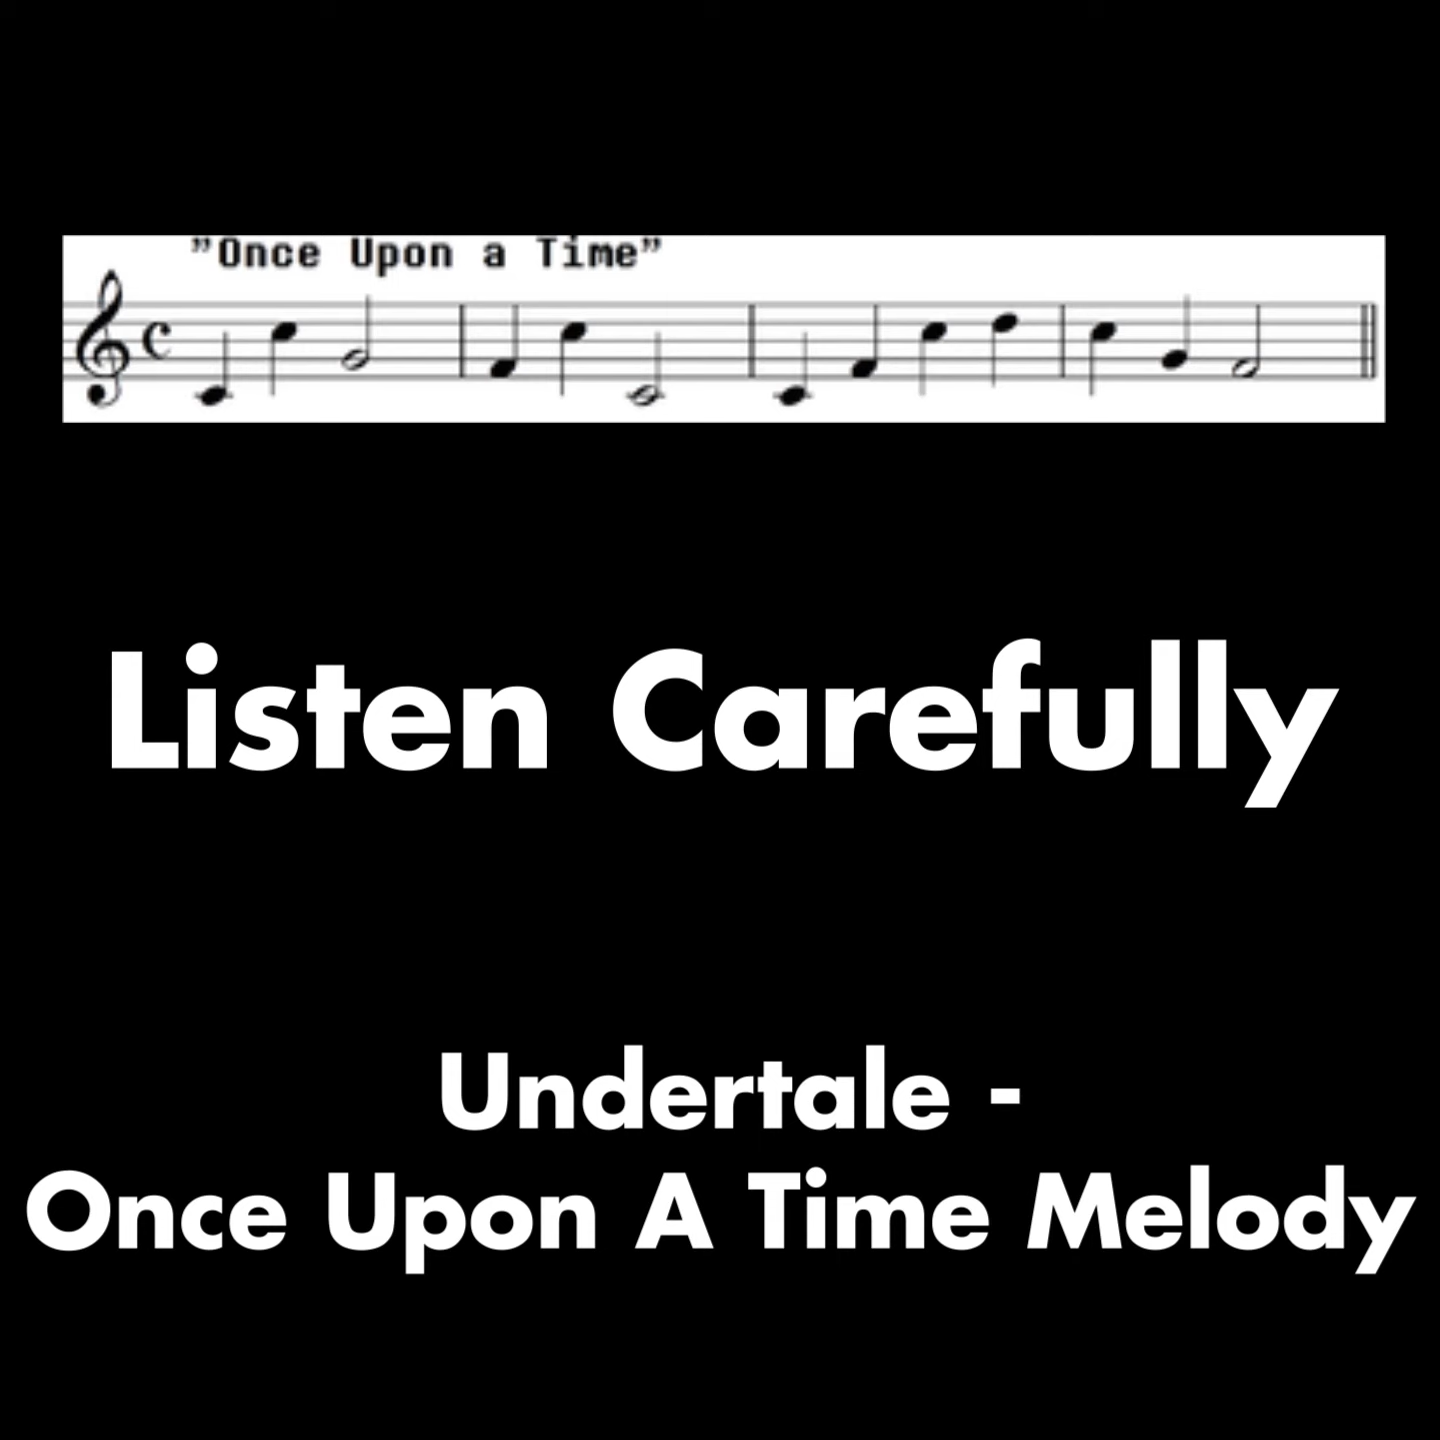 ”Once Upon a Time”
Listen Carefully
Undertale -
Once Upon A Time Melody